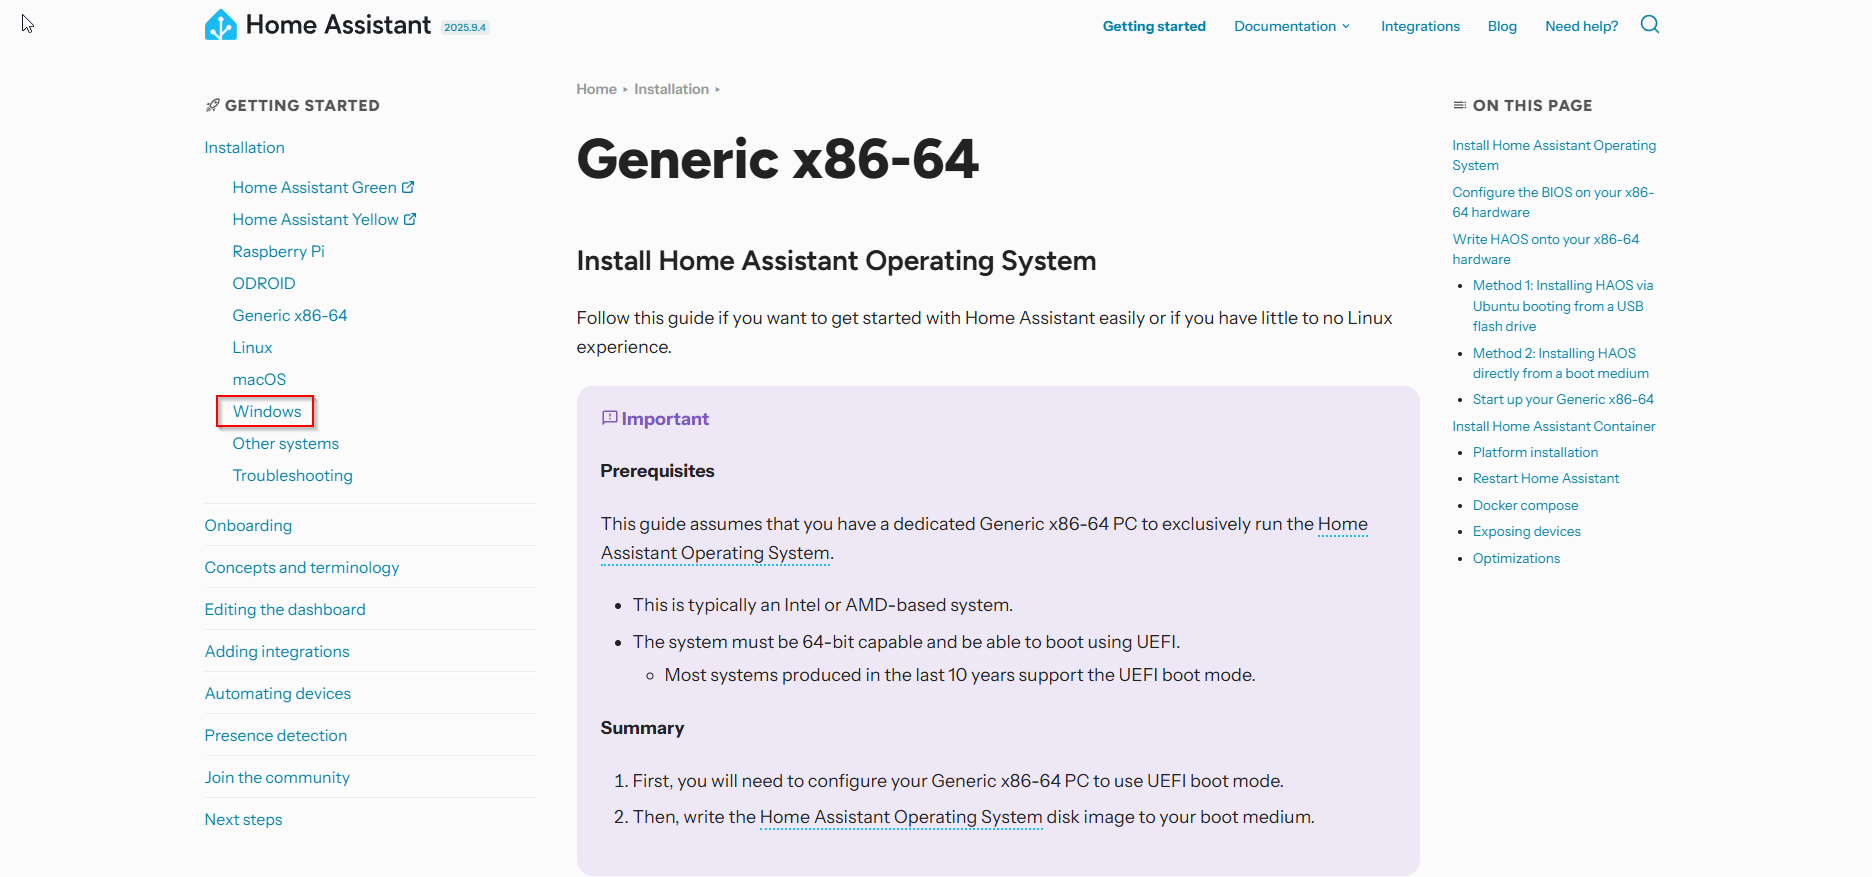 Home Assistant 2025.9.4
Getting started Documentation Integrations Blog Need help?
GETTING STARTED
Installation
Home Assistant Green
Home Assistant Yellow
Raspberry Pi
ODROID
Generic x86-64
Linux
macOS
Windows
Other systems
Troubleshooting
Onboarding
Concepts and terminology
Editing the dashboard
Adding integrations
Automating devices
Presence detection
Join the community
Next steps
Home ‣ Installation ‣
Generic x86-64
Install Home Assistant Operating System
Follow this guide if you want to get started with Home Assistant easily or if you have little to no Linux
experience.
Important
Prerequisites
This guide assumes that you have a dedicated Generic x86-64 PC to exclusively run the Home
Assistant Operating System.
• This is typically an Intel or AMD-based system.
• The system must be 64-bit capable and be able to boot using UEFI.
◦ Most systems produced in the last 10 years support the UEFI boot mode.
Summary
1. First, you will need to configure your Generic x86-64 PC to use UEFI boot mode.
2. Then, write the Home Assistant Operating System disk image to your boot medium.
ON THIS PAGE
Install Home Assistant Operating
System
Configure the BIOS on your x86-
64 hardware
Write HAOS onto your x86-64
hardware
• Method 1: Installing HAOS via
Ubuntu booting from a USB
flash drive
• Method 2: Installing HAOS
directly from a boot medium
• Start up your Generic x86-64
Install Home Assistant Container
• Platform installation
• Restart Home Assistant
• Docker compose
• Exposing devices
• Optimizations